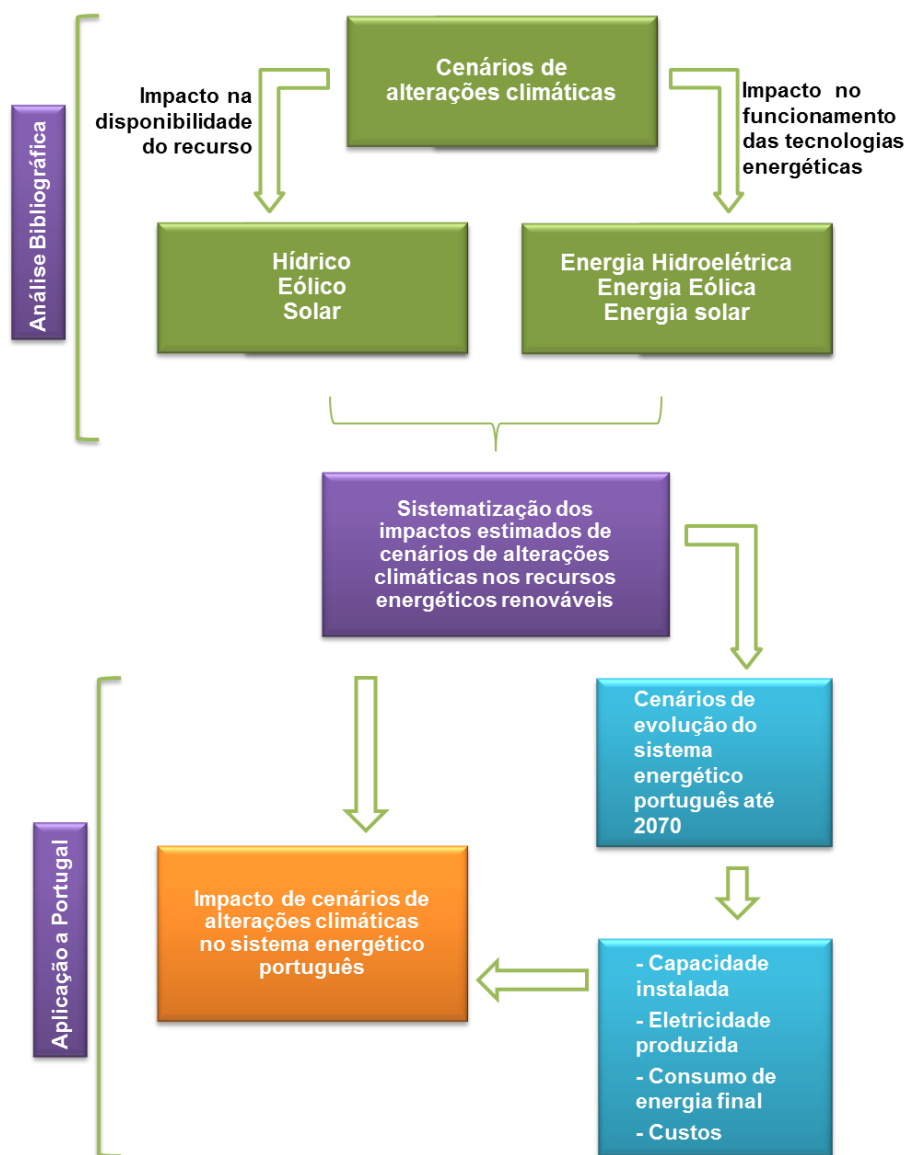 Análise Bibliográfica
Cenários de
alterações climáticas
Impacto na
disponibilidade
do recurso
Impacto no
funcionamento
das tecnologias
energéticas
Hídrico
Eólico
Solar
Energia Hidroelétrica
Energia Eólica
Energia solar
Sistematização dos
impactos estimados de
cenários de alterações
climáticas nos recursos
energéticos renováveis
Aplicação a Portugal
Cenários de
evolução do
sistema
energético
português até
2070
Impacto de cenários de
alterações climáticas
no sistema energético
português
- Capacidade
instalada
- Eletricidade
produzida
- Consumo de
energia final
- Custos